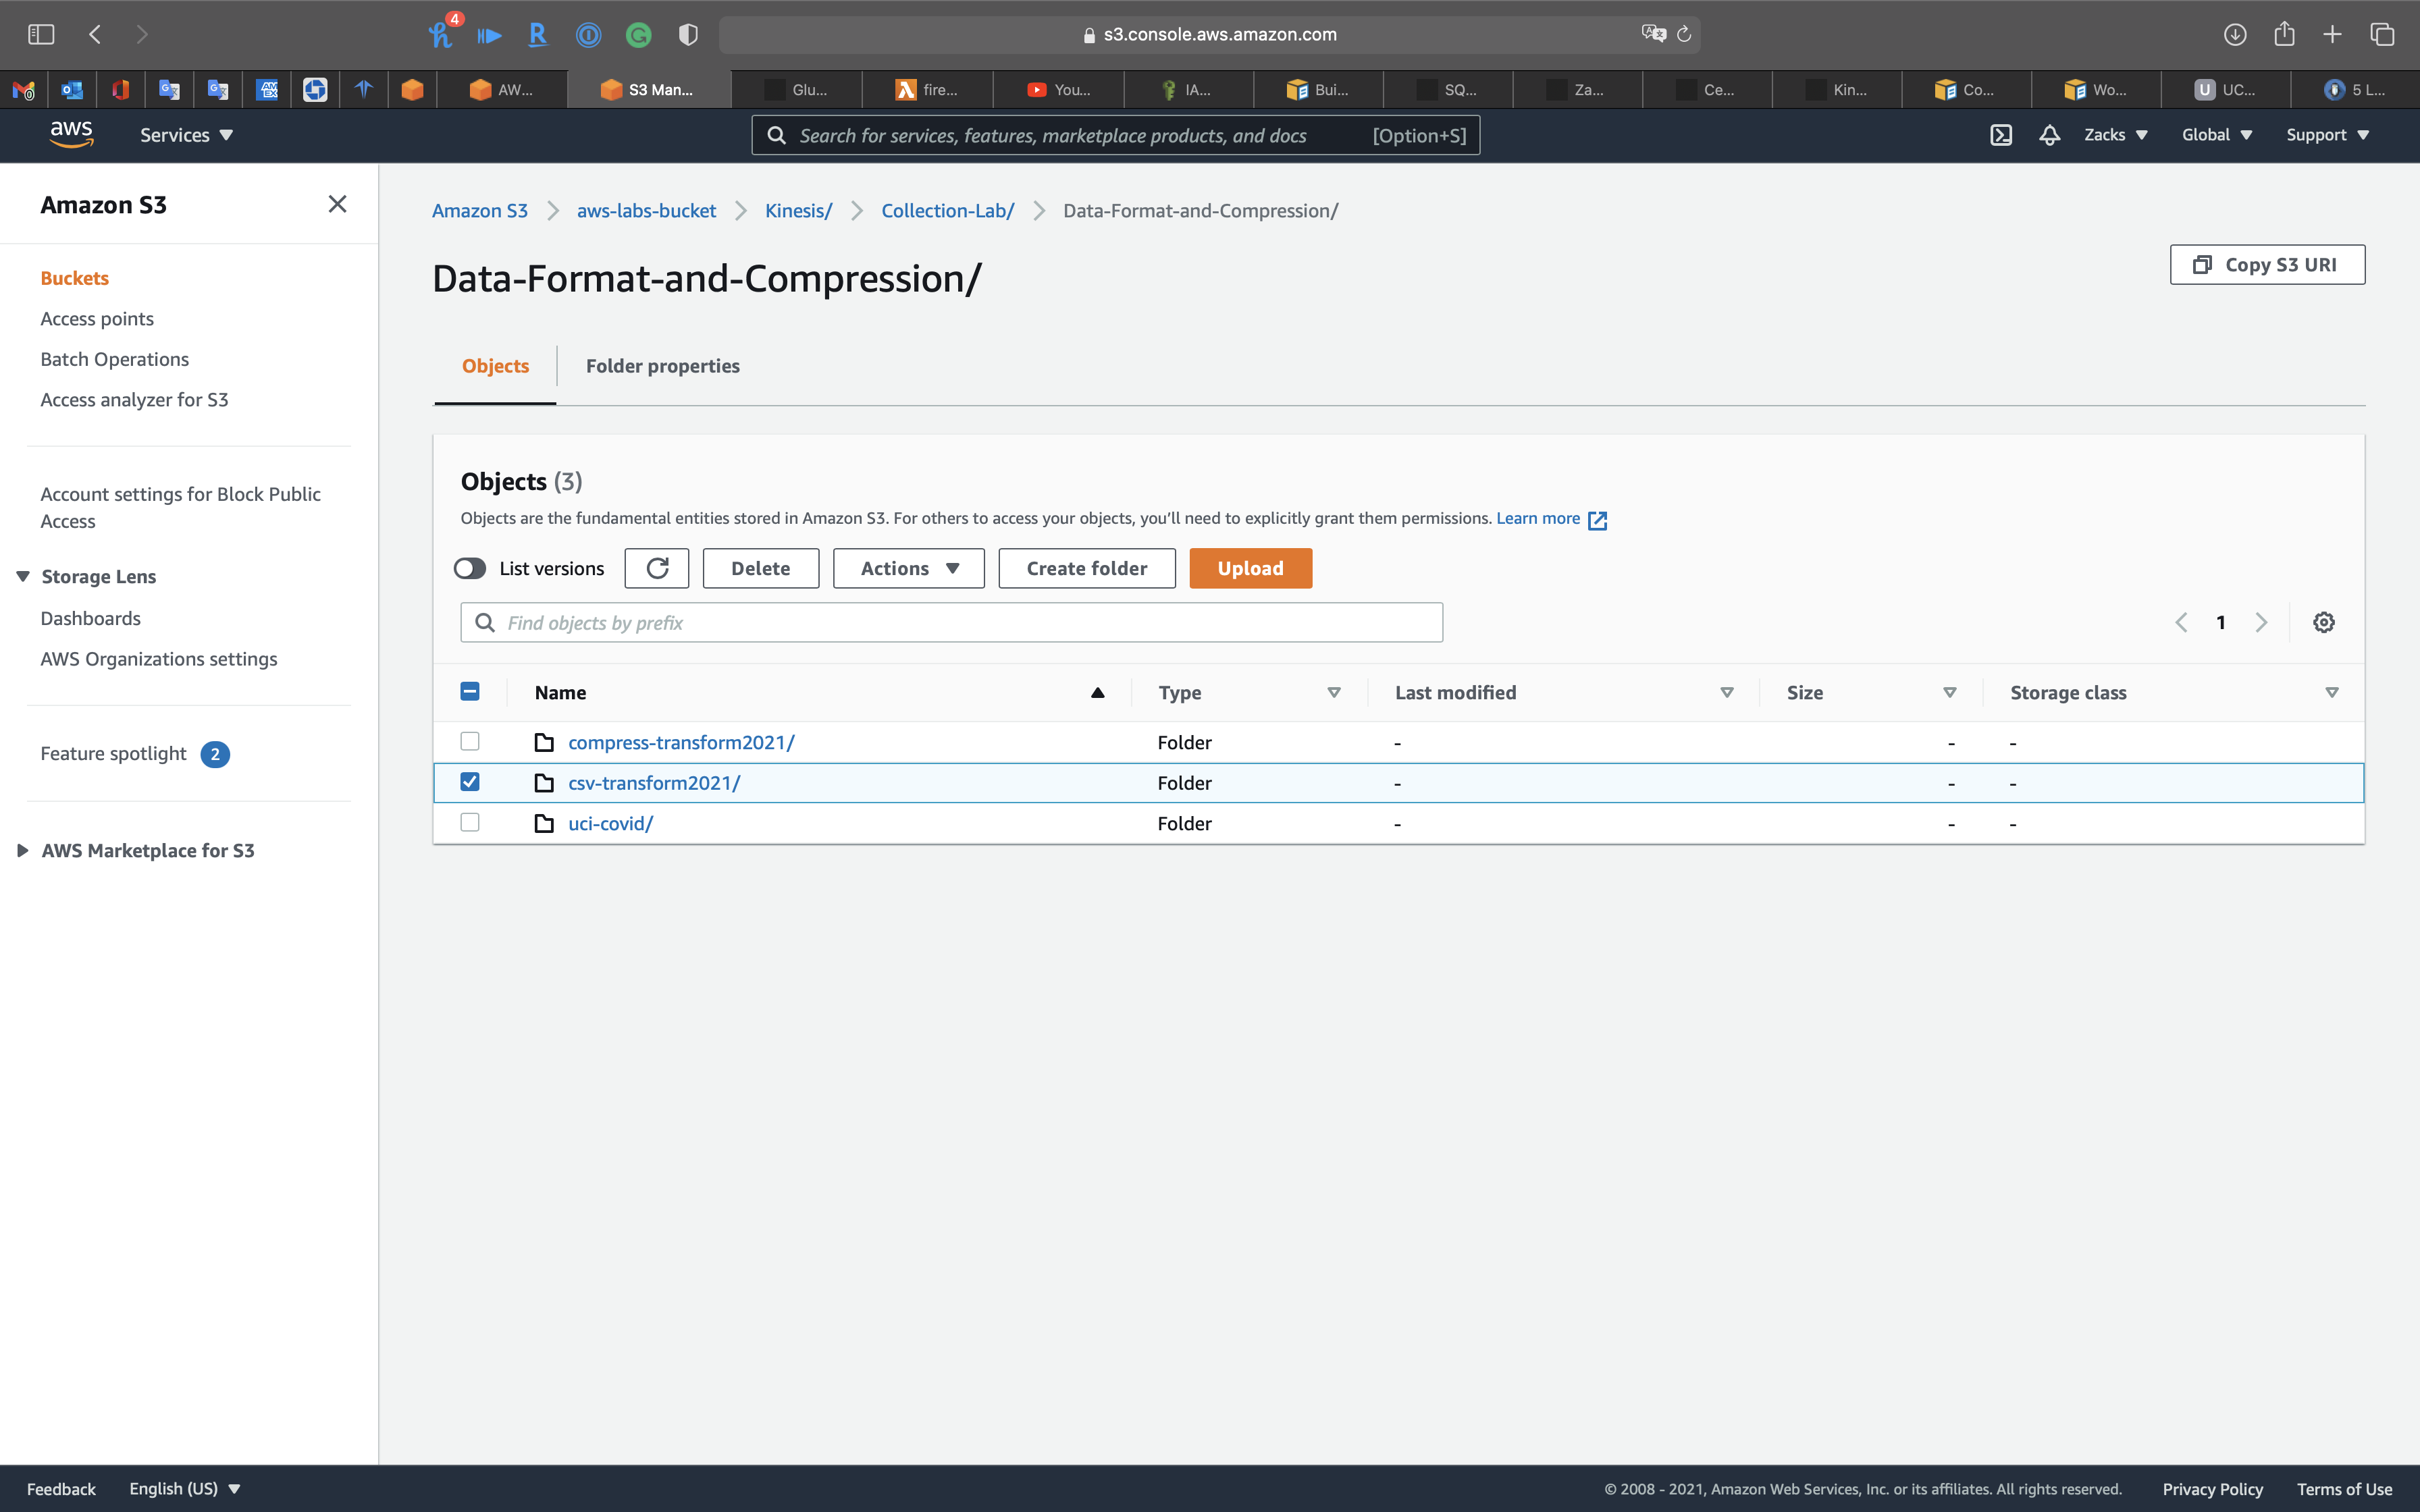 4
s3.console.aws.amazon.com
AW...
S3 Man...
Glu...
fire...
You...
IA...
Bui...
SQ...
Za...
Ce...
Kin...
Co...
Wo...
U UC...
5 L...
aws
Services
Search for services, features, marketplace products, and docs [Option+S]
Zacks
Global
Support
Amazon S3
Buckets
Access points
Batch Operations
Access analyzer for S3
Account settings for Block Public
Access
Storage Lens
Dashboards
AWS Organizations settings
Feature spotlight 2
AWS Marketplace for S3
Amazon S3 aws-labs-bucket Kinesis/ Collection-Lab/ Data-Format-and-Compression/
Data-Format-and-Compression/
Copy S3 URI
Objects Folder properties
Objects (3)
Objects are the fundamental entities stored in Amazon S3. For others to access your objects, you’ll need to explicitly grant them permissions. Learn more
List versions Delete Actions Create folder Upload
Find objects by prefix 1
Name Type Last modified Size Storage class
compress-transform2021/ Folder - - -
csv-transform2021/ Folder - - -
uci-covid/ Folder - - -
Feedback English (US) © 2008 - 2021, Amazon Web Services, Inc. or its affiliates. All rights reserved. Privacy Policy Terms of Use